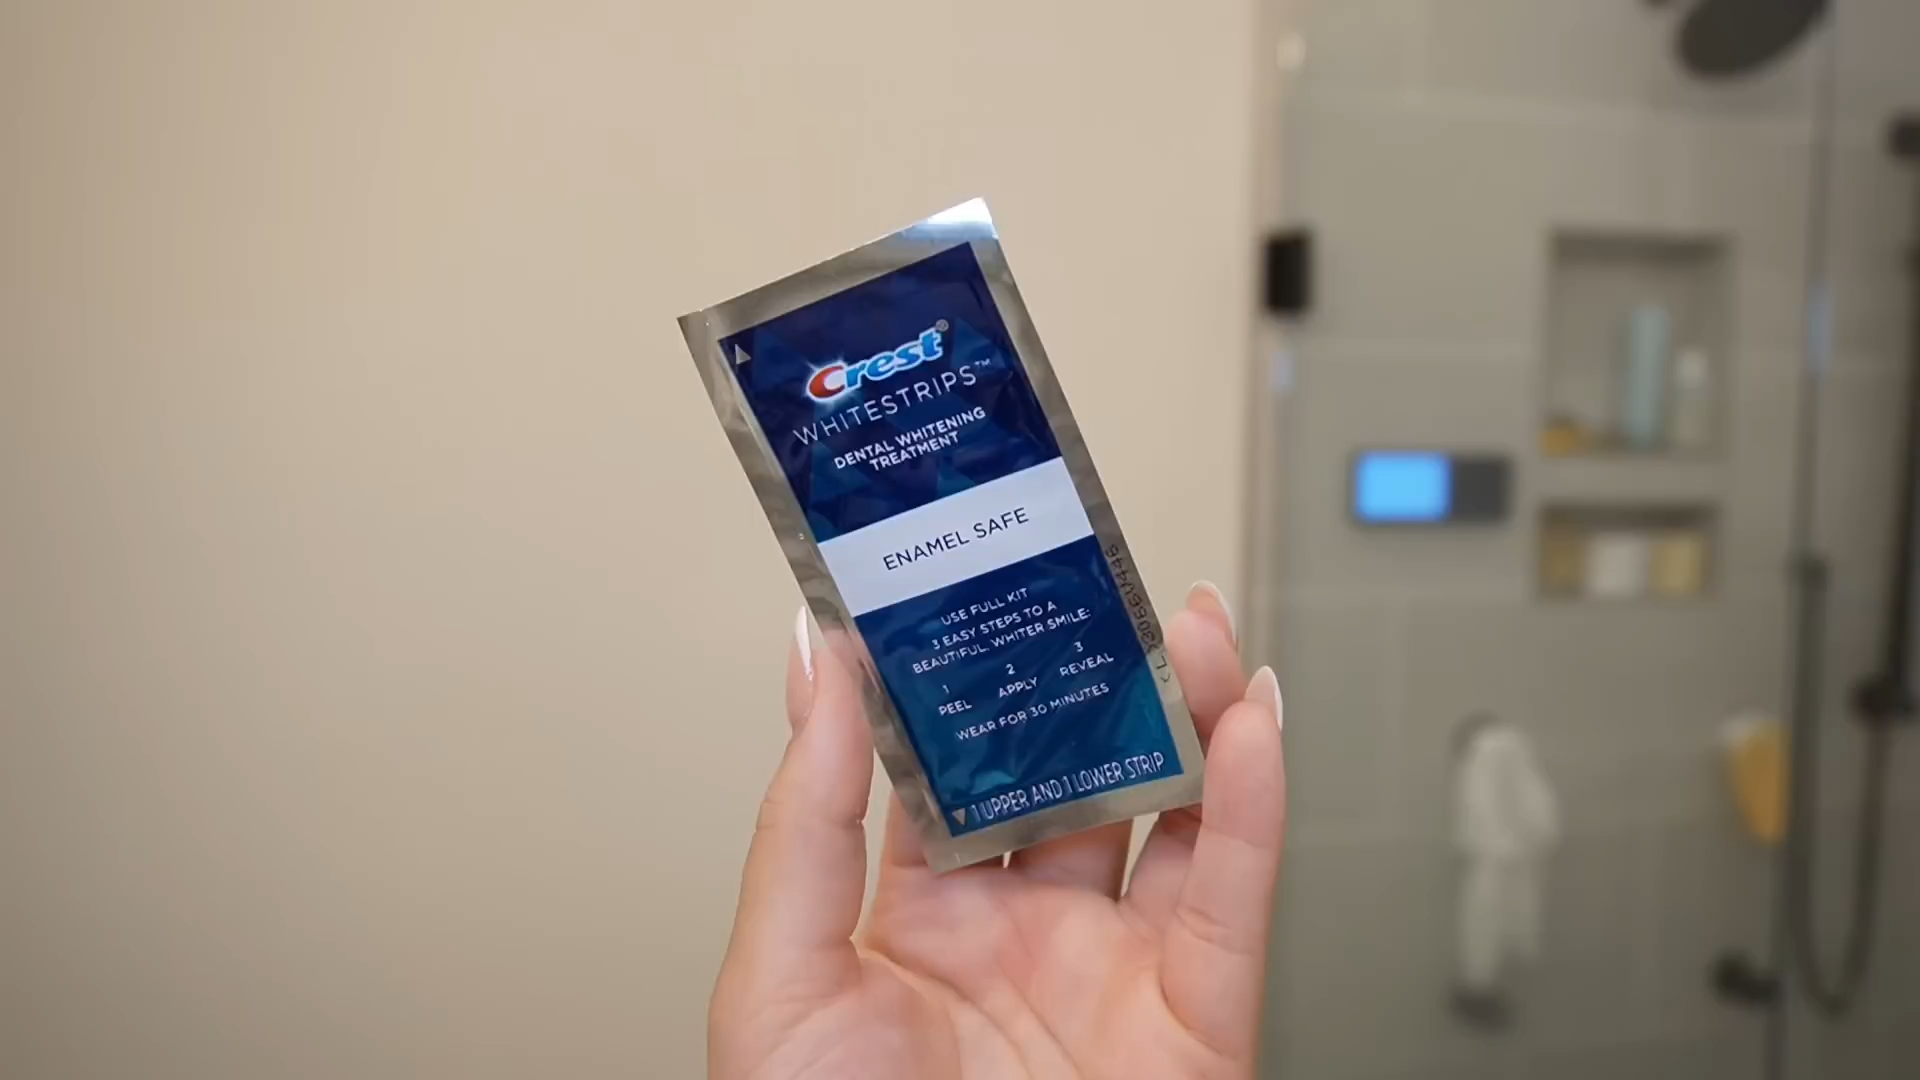 Crest®
WHITESTRIPS™
DENTAL WHITENING
TREATMENT
ENAMEL SAFE
USE FULL KIT
3 EASY STEPS TO A
BEAUTIFUL, WHITER SMILE:
1 2 3
PEEL APPLY REVEAL
WEAR FOR 30 MINUTES
1 UPPER AND 1 LOWER STRIP